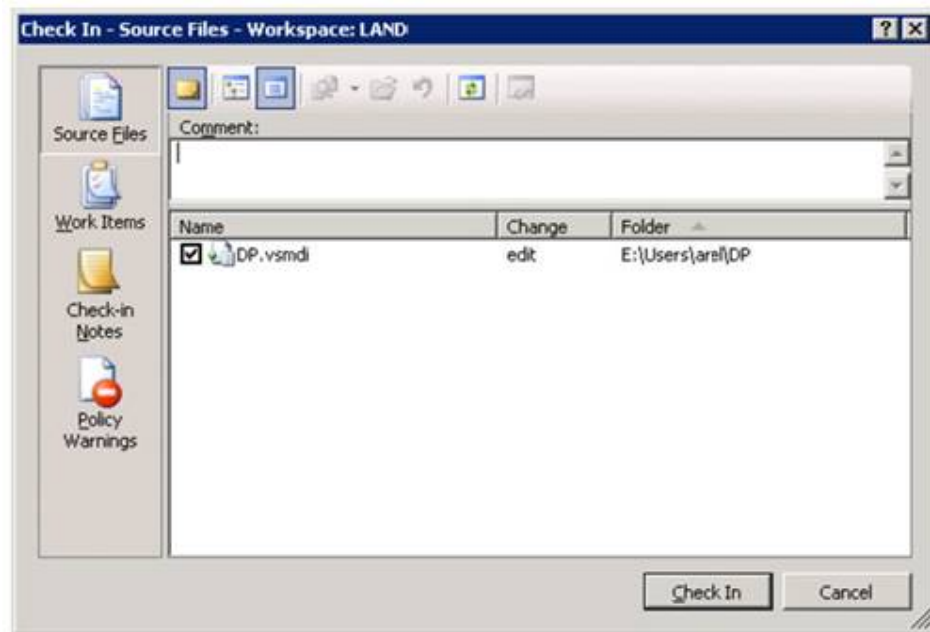 Check In - Source Files - Workspace: LAND
Source Files
Work Items
Check-in
Notes
Policy
Warnings
Comment:
Name Change Folder
DP.vsmdi edit E:\Users\arel\DP
Check In Cancel